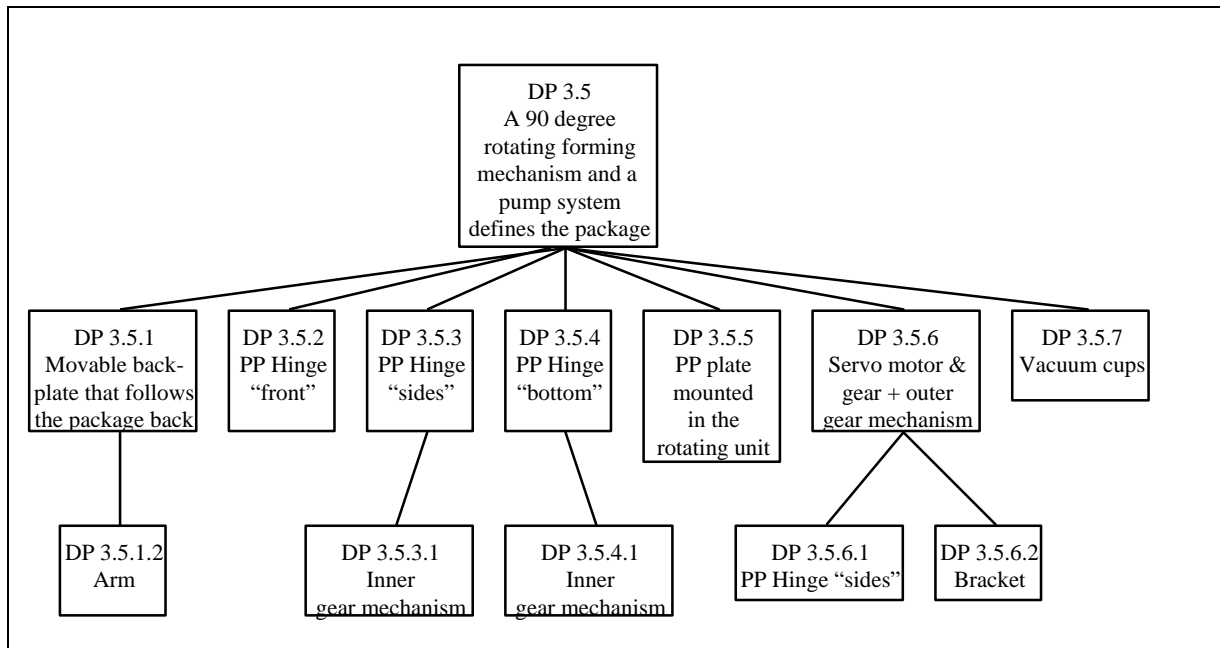 DP 3.5
A 90 degree
rotating forming
mechanism and a
pump system
defines the package
DP 3.5.1
Movable back-
plate that follows
the package back
DP 3.5.2
PP Hinge
“front”
DP 3.5.3
PP Hinge
“sides”
DP 3.5.4
PP Hinge
“bottom”
DP 3.5.5
PP plate
mounted
in the
rotating unit
DP 3.5.6
Servo motor &
gear + outer
gear mechanism
DP 3.5.7
Vacuum cups
DP 3.5.1.2
Arm
DP 3.5.3.1
Inner
gear mechanism
DP 3.5.4.1
Inner
gear mechanism
DP 3.5.6.1
PP Hinge “sides”
DP 3.5.6.2
Bracket